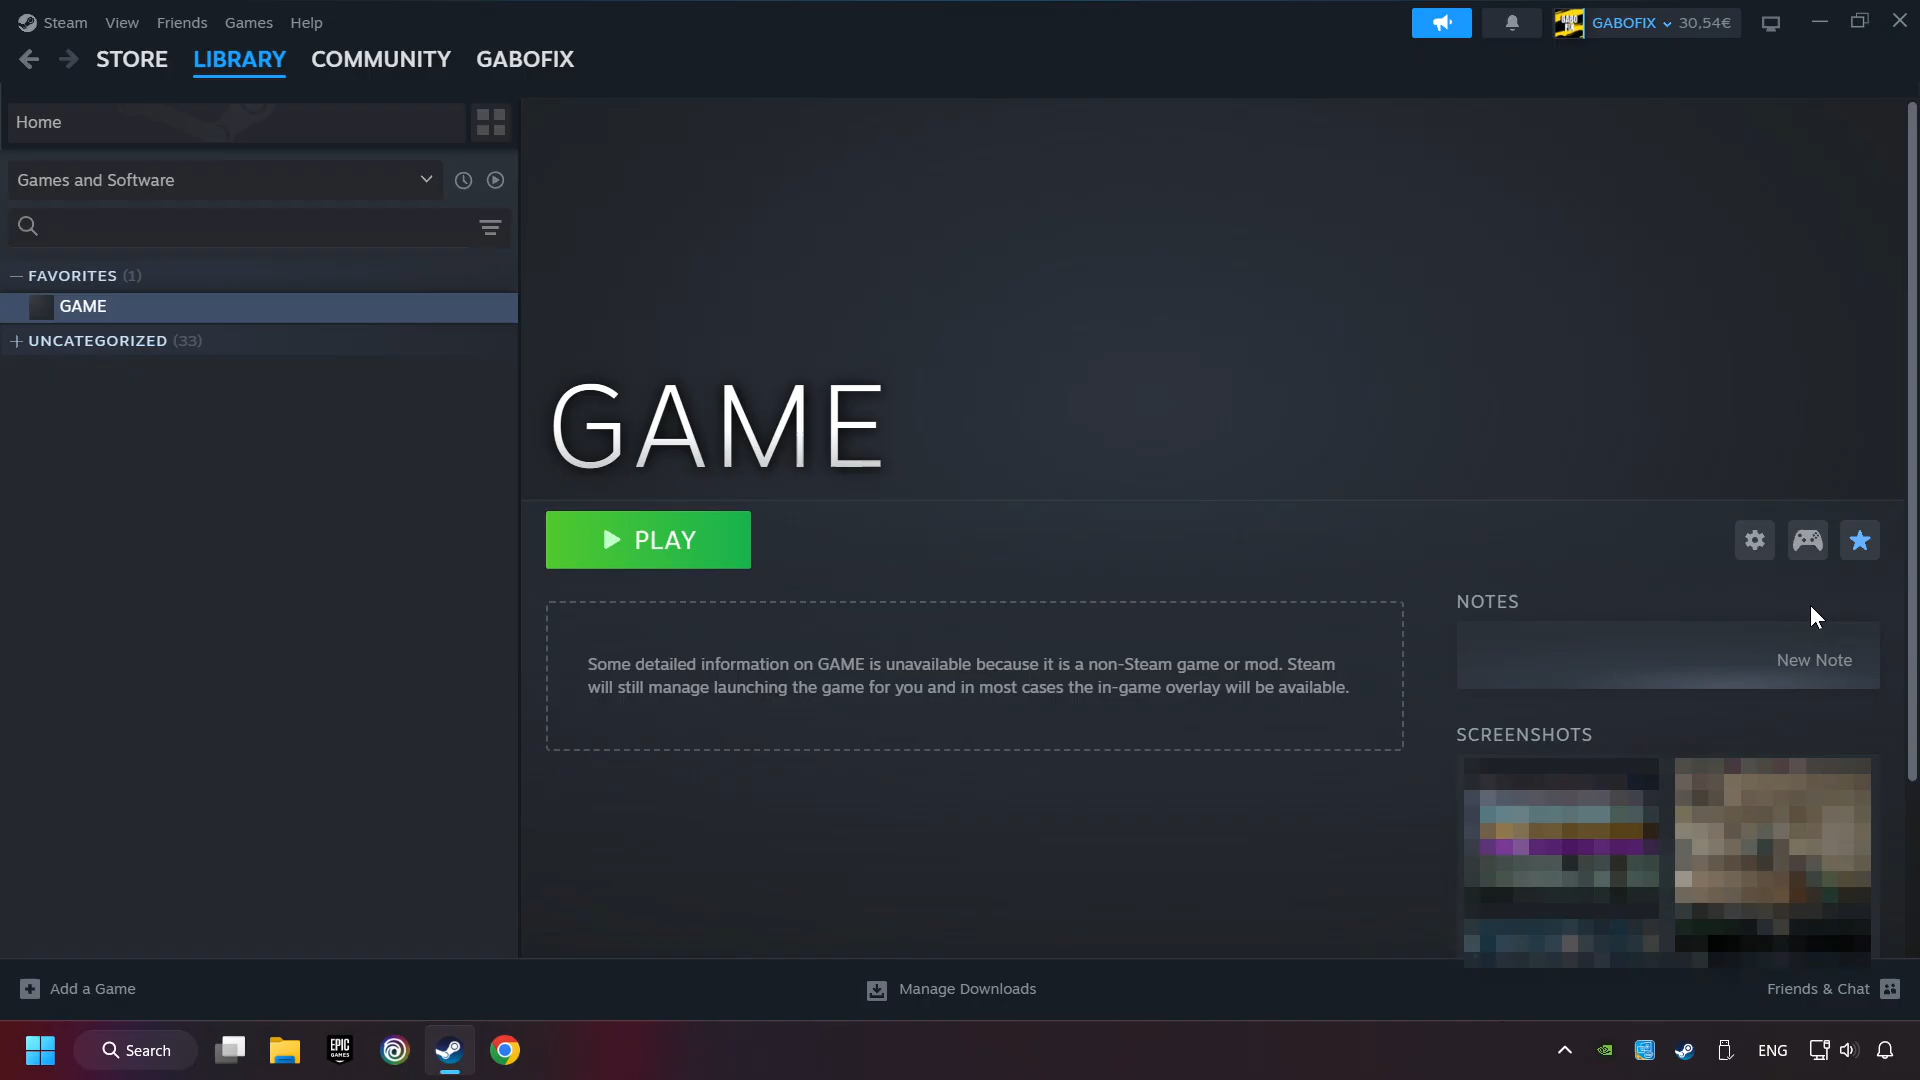 Steam View Friends Games Help
GABOFIX 30,54€
STORE LIBRARY COMMUNITY GABOFIX
Home
Games and Software
FAVORITES (1)
GAME
UNCATEGORIZED (33)
GAME
PLAY
NOTES
New Note
Some detailed information on GAME is unavailable because it is a non-Steam game or mod. Steam
will still manage launching the game for you and in most cases the in-game overlay will be available.
SCREENSHOTS
Add a Game
Manage Downloads
Friends & Chat
Search
EPIC
GAMES
ENG